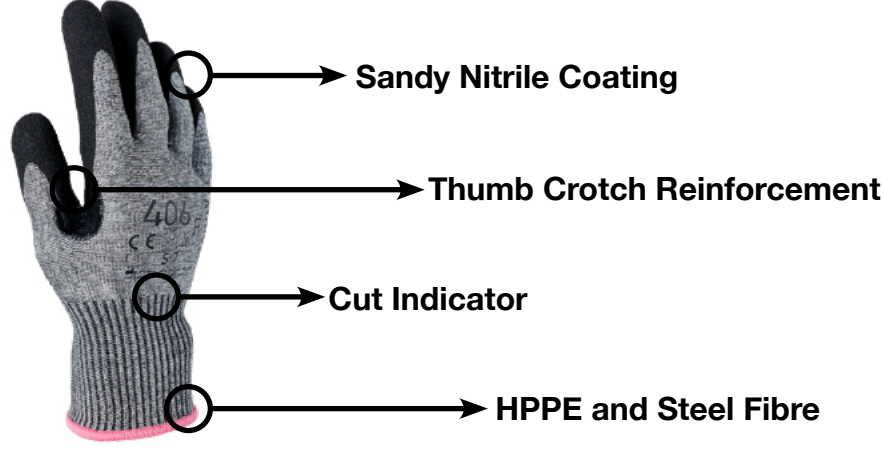 Sandy Nitrile Coating
Thumb Crotch Reinforcement
406
CE
Cut Indicator
HPPE and Steel Fibre